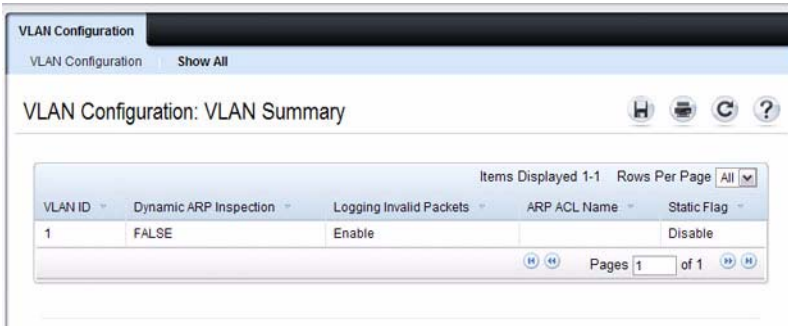 VLAN Configuration
VLAN Configuration Show All
VLAN Configuration: VLAN Summary
Items Displayed 1-1 Rows Per Page All
VLAN ID Dynamic ARP Inspection Logging Invalid Packets ARP ACL Name Static Flag
1 FALSE Enable Disable
Pages 1 of 1